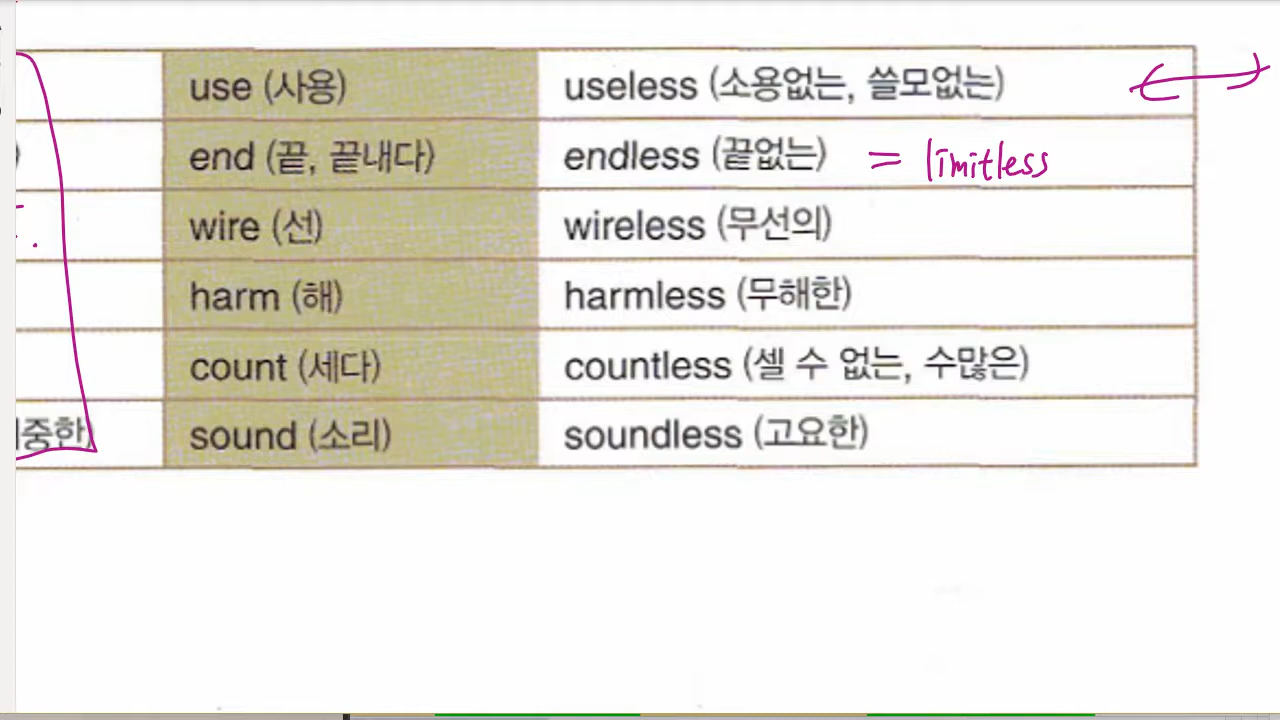 use (사용) useless (소용없는, 쓸모없는)
end (끝, 끝내다) endless (끝없는) = limitless
wire (선) wireless (무선의)
harm (해) harmless (무해한)
count (세다) countless (셀 수 없는, 수많은)
중한) sound (소리) soundless (고요한)